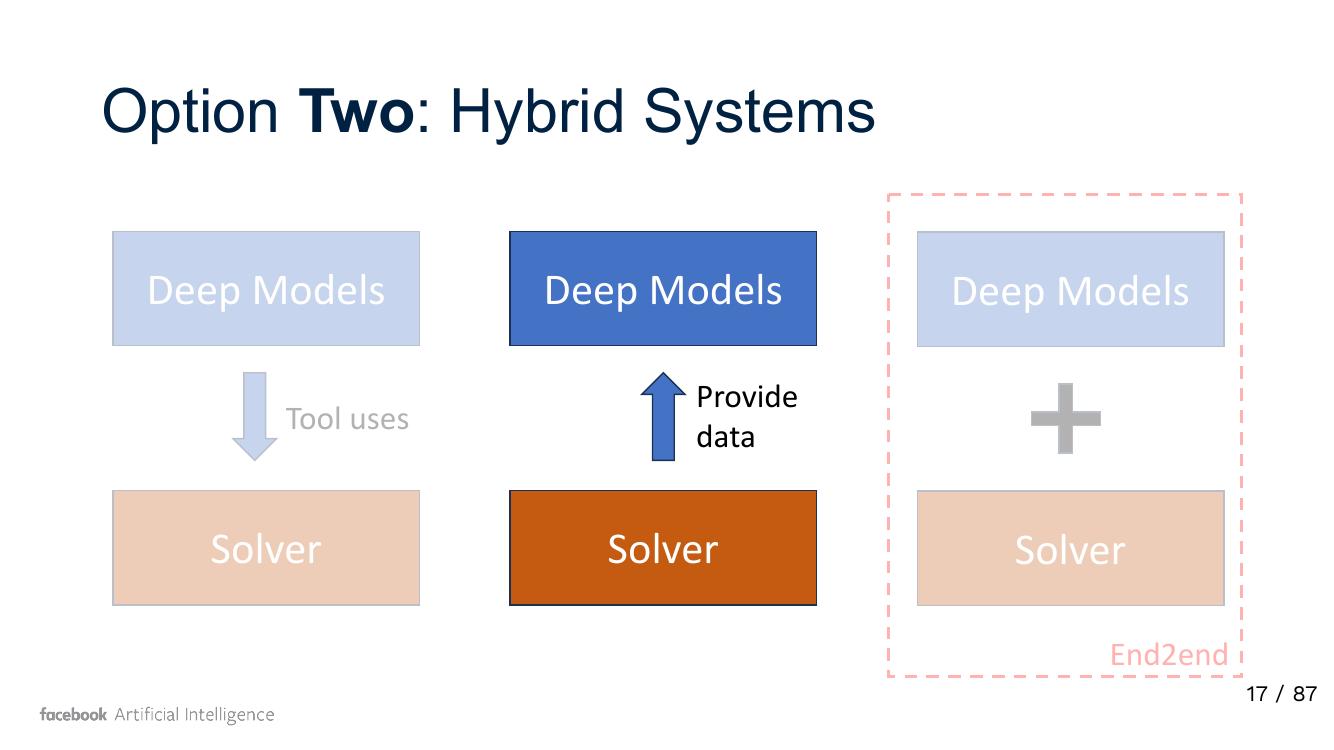 Option Two: Hybrid Systems
Deep Models
Tool uses
Solver
Deep Models
Provide
data
Solver
Deep Models
Solver
End2end
17 / 87
facebook Artificial Intelligence